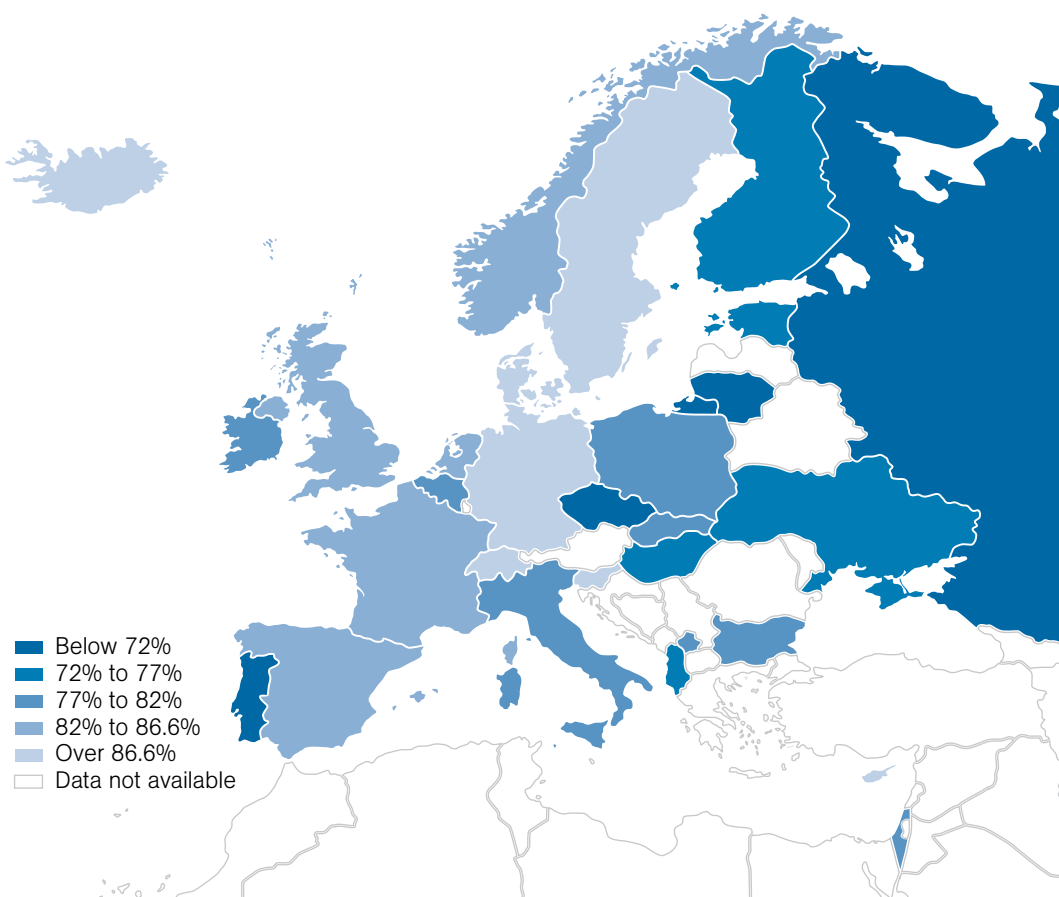 Below 72%
72% to 77%
77% to 82%
82% to 86.6%
Over 86.6%
Data not available